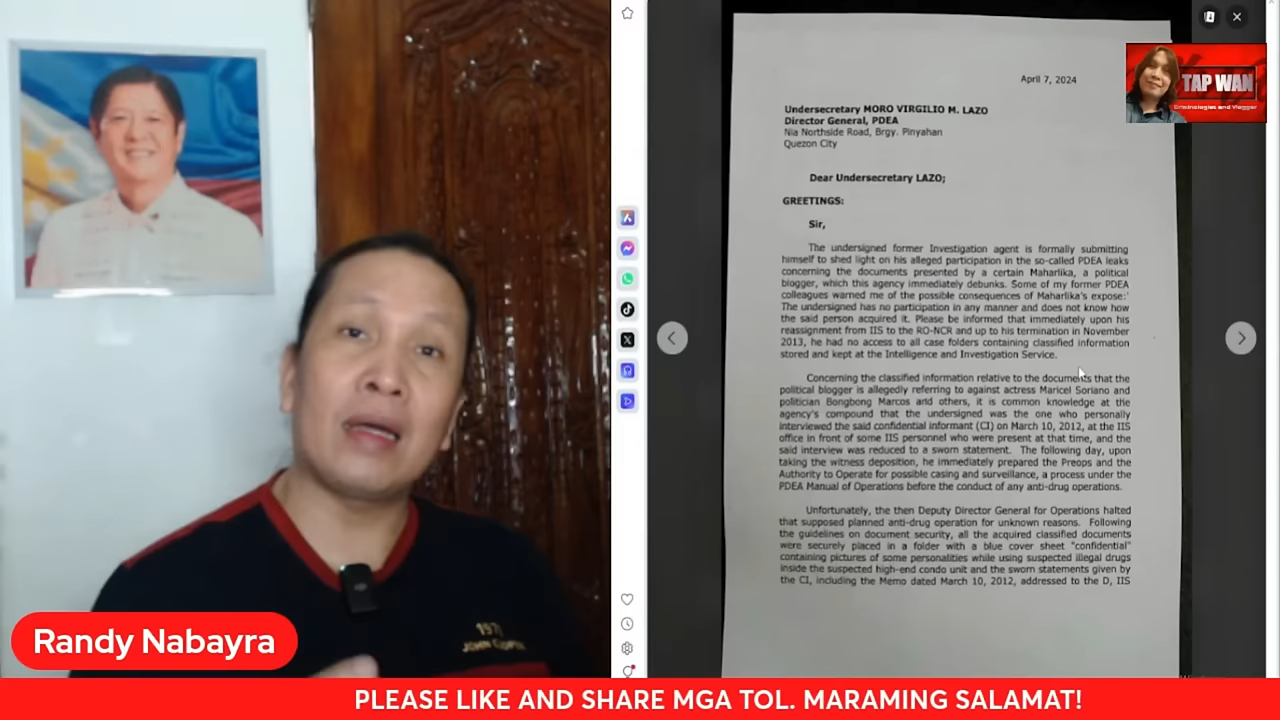 April 7, 2024
TAP WAN
Criminologist and Vlogger
Undersecretary MORO VIRGILIO M. LAZO
Director General, PDEA
Nia Northside Road, Brgy. Pinyahan
Quezon City
Dear Undersecretary LAZO;
GREETINGS:
Sir,
The undersigned former Investigation agent is formally submitting
himself to shed light on his alleged participation in the so-called PDEA leaks
concerning the documents presented by a certain Maharlika, a political
blogger, which this agency immediately debunks. Some of my former PDEA
colleagues warned me of the possible consequences of Maharlika's expose:'
The undersigned has no participation in any manner and does not know how
the said person acquired it. Please be informed that immediately upon his
reassignment from IIS to the RO-NCR and up to his termination in November
2013, he had no access to all case folders containing classified information
stored and kept at the Intelligence and Investigation Service.
Concerning the classified information relative to the documents that the
political blogger is allegedly referring to against actress Maricel Soriano and
politician Bongbong Marcos and others, it is common knowledge at the
agency's compound that the undersigned was the one who personally
interviewed the said confidential informant (CI) on March 10, 2012, at the IIS
office in front of some IIS personnel who were present at that time, and the
said interview was reduced to a sworn statement. The following day, upon
taking the witness deposition, he immediately prepared the Preops and the
Authority to Operate for possible casing and surveillance, a process under the
PDEA Manual of Operations before the conduct of any anti-drug operations.
Unfortunately, the then Deputy Director General for Operations halted
that supposed planned anti-drug operation for unknown reasons. Following
the guidelines on document security, all the acquired classified documents
were securely placed in a folder with a blue cover sheet "confidential"
containing pictures of some personalities while using suspected illegal drugs
inside the suspected high-end condo unit and the sworn statements given by
the CI, including the Memo dated March 10, 2012, addressed to the D, IIS
Randy Nabayra
PLEASE LIKE AND SHARE MGA TOL. MARAMING SALAMAT!